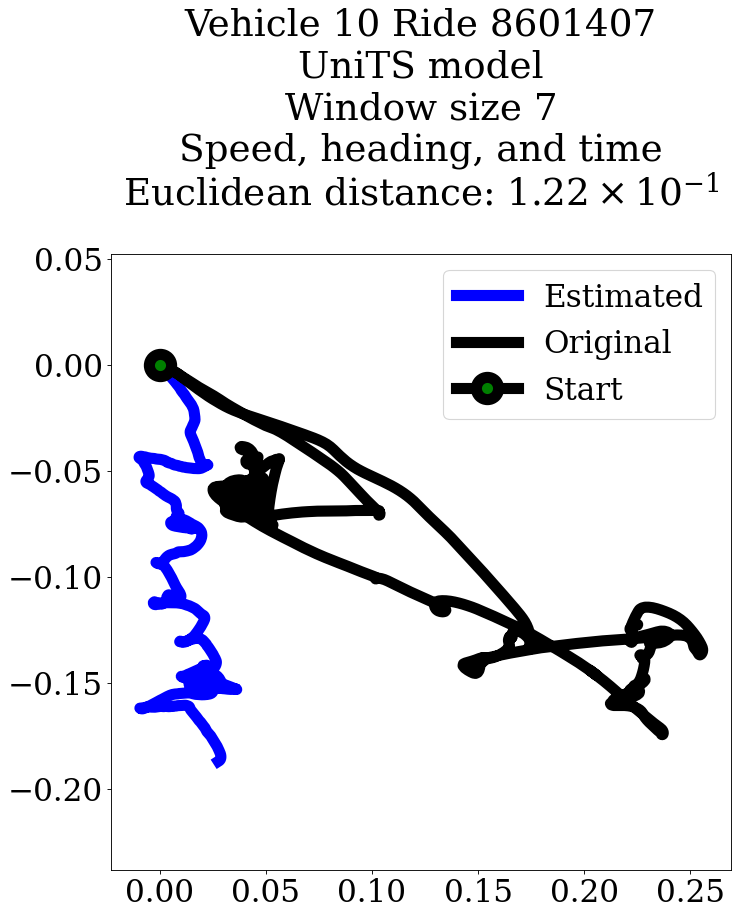 Vehicle 10 Ride 8601407
UniTS model
Window size 7
Speed, heading, and time
Euclidean distance: 1.22 × 10⁻¹
Estimated
Original
Start
0.05
0.00
−0.05
−0.10
−0.15
−0.20
0.00 0.05 0.10 0.15 0.20 0.25